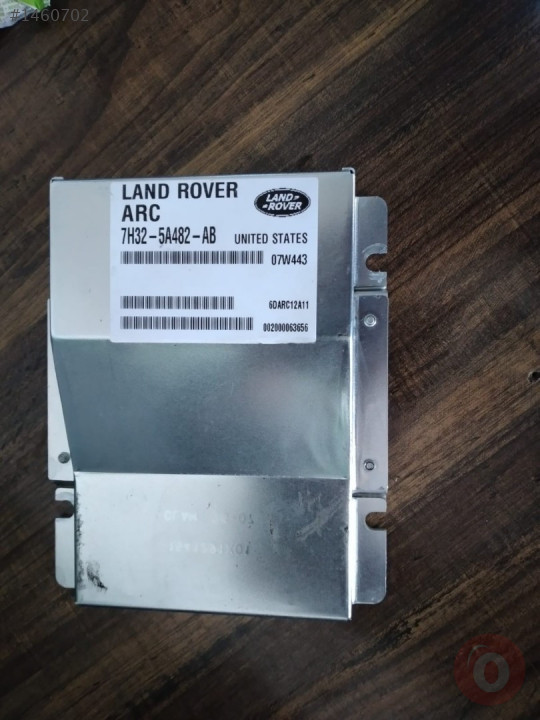 #1460702
LAND ROVER
ARC
LAND-
-ROVER
7H32-5A482-AB UNITED STATES
07W443
6DARC12A11
002000063656